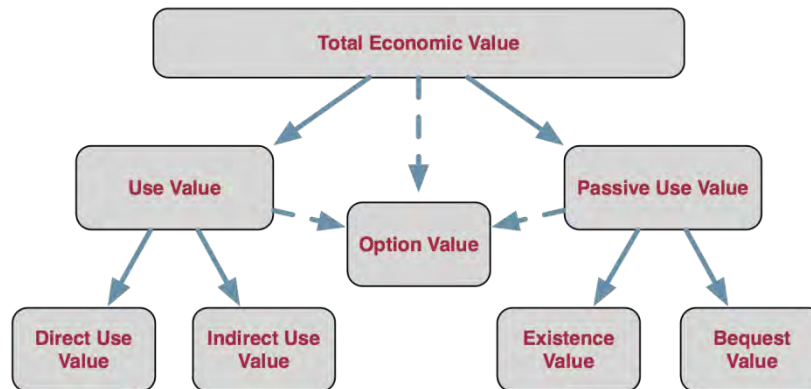 Total Economic Value
Use Value
Passive Use Value
Option Value
Direct Use
Value
Indirect Use
Value
Existence
Value
Bequest
Value